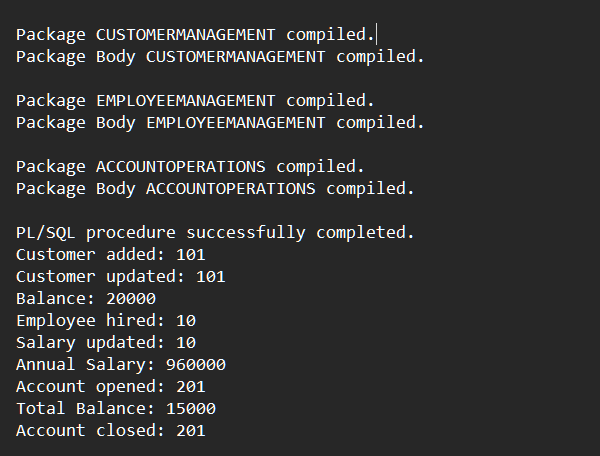 Package CUSTOMERMANAGEMENT compiled.
Package Body CUSTOMERMANAGEMENT compiled.
Package EMPLOYEEMANAGEMENT compiled.
Package Body EMPLOYEEMANAGEMENT compiled.
Package ACCOUNTOPERATIONS compiled.
Package Body ACCOUNTOPERATIONS compiled.
PL/SQL procedure successfully completed.
Customer added: 101
Customer updated: 101
Balance: 20000
Employee hired: 10
Salary updated: 10
Annual Salary: 960000
Account opened: 201
Total Balance: 15000
Account closed: 201